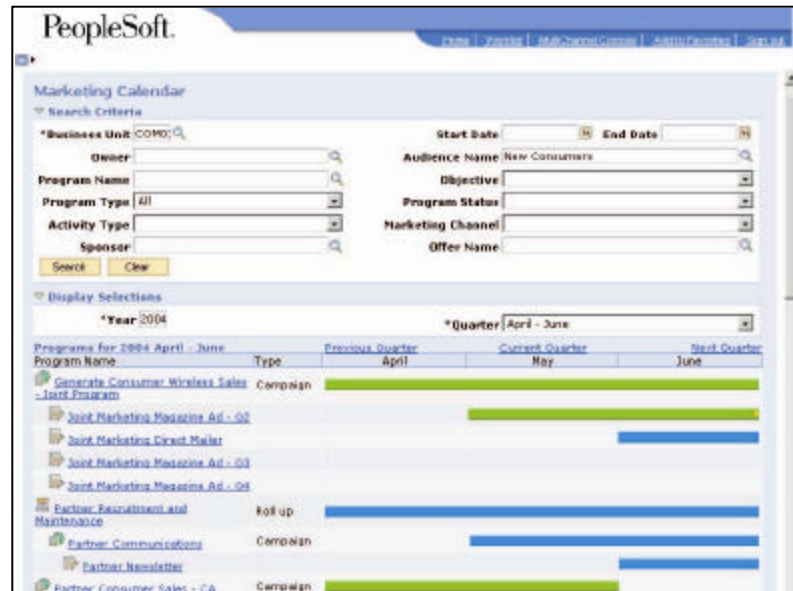 PeopleSoft.
Home | Worklist | MultiChannel Console | Add to Favorites | Sign out
Marketing Calendar
Search Criteria
*Business Unit COM01 Start Date End Date
Owner Audience Name New Consumers
Program Name Objective
Program Type All Program Status
Activity Type Marketing Channel
Sponsor Offer Name
Search Clear
Display Selections
*Year 2004 *Quarter April - June
Programs for 2004 April - June Previous Quarter Current Quarter Next Quarter
Program Name Type April May June
Generate Consumer Wireless Sales Campaign
- Joint Program
Joint Marketing Magazine Ad - Q2
Joint Marketing Direct Mailer
Joint Marketing Magazine Ad - Q3
Joint Marketing Magazine Ad - Q4
Partner Recruitment and Roll up
Maintenance
Partner Communications Campaign
Partner Newsletter
Partner Consumer Sales - CA Campaign